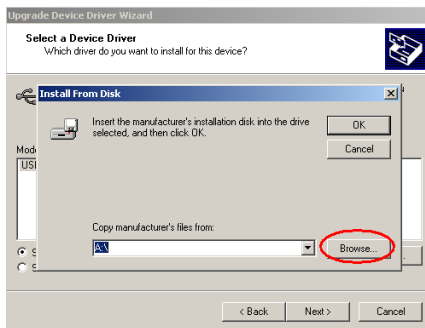 Upgrade Device Driver Wizard
Select a Device Driver
Which driver do you want to install for this device?
Install From Disk
Insert the manufacturer's installation disk into the drive
selected, and then click OK.
OK
Cancel
Copy manufacturer's files from:
A:\
Browse...
< Back
Next >
Cancel